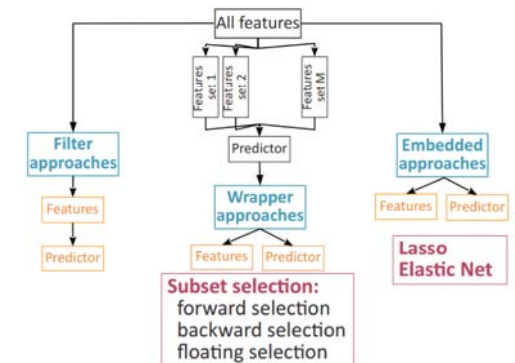 All features
Features
set 1
Features
set 2
Features
set M
Predictor
Filter
approaches
Features
Predictor
Wrapper
approaches
Features
Predictor
Embedded
approaches
Features
Predictor
Subset selection:
forward selection
backward selection
floating selection
Lasso
Elastic Net